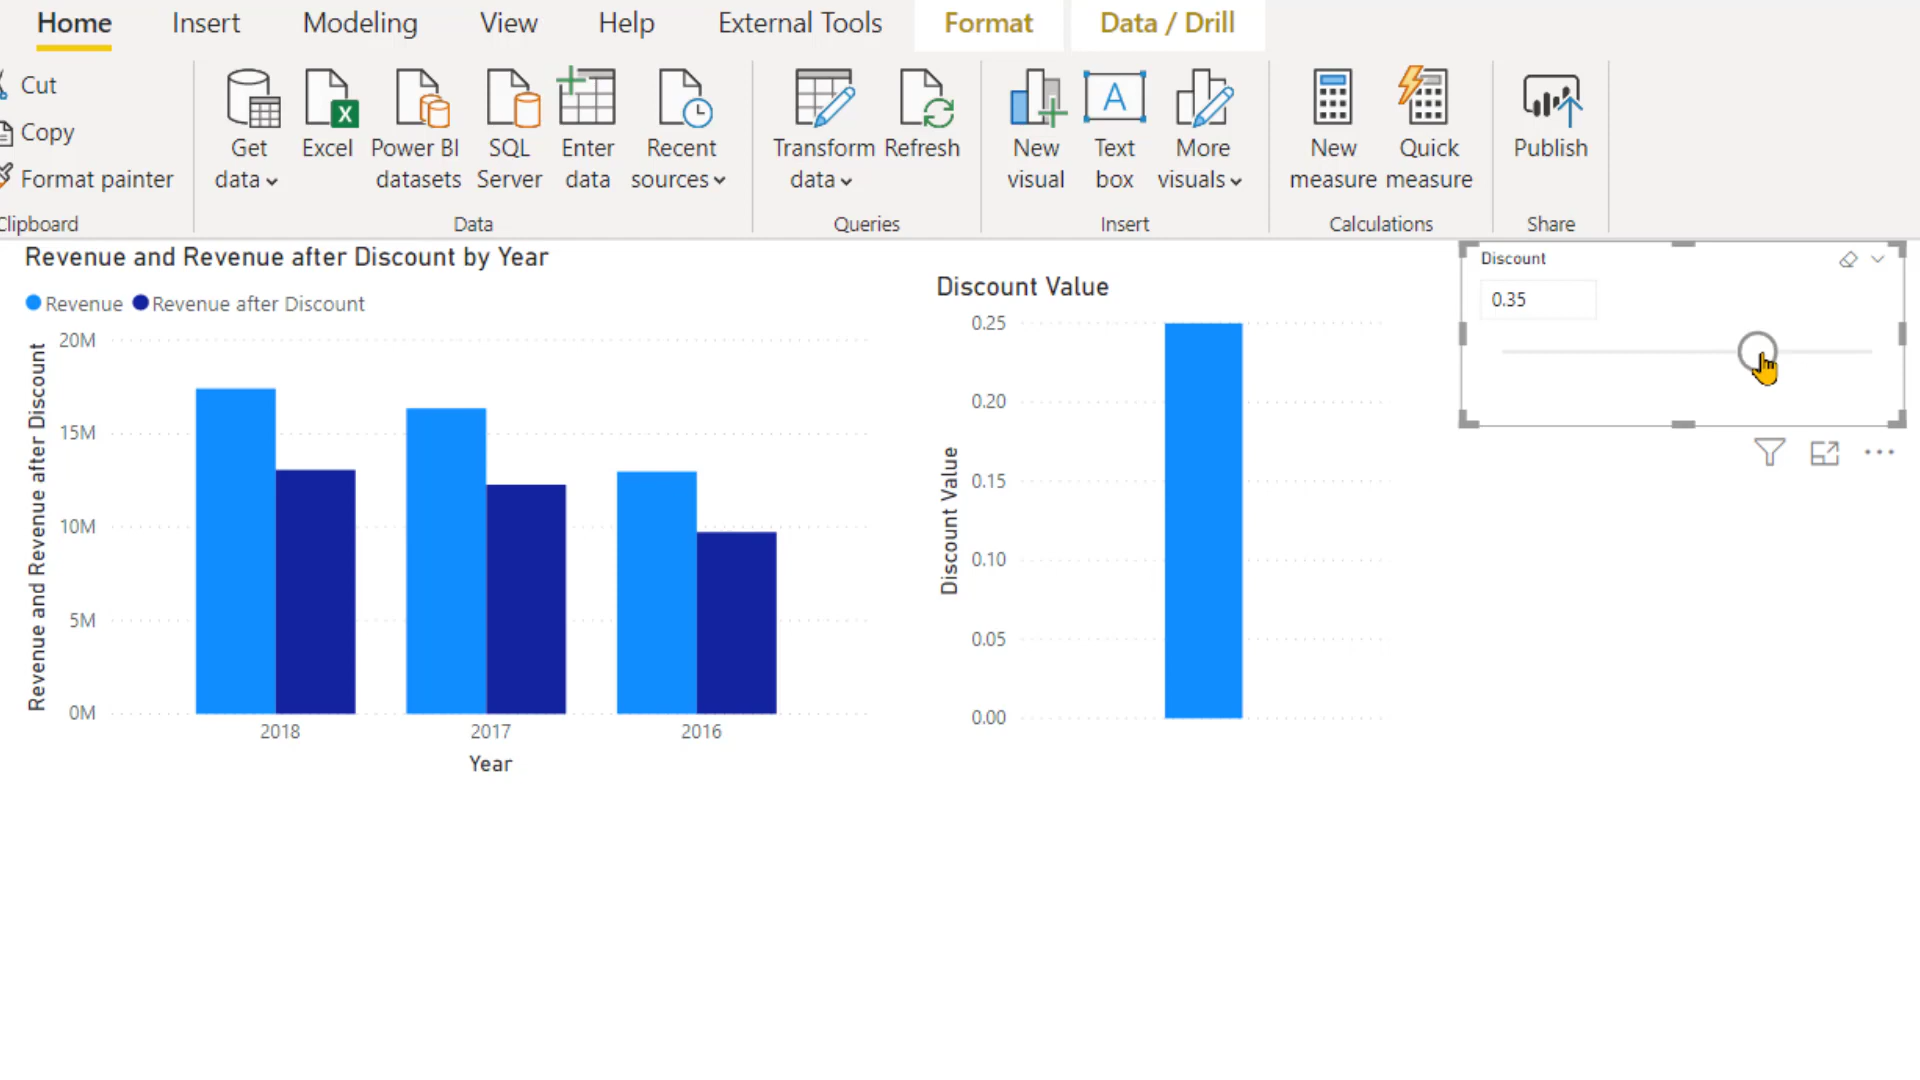 Home Insert Modeling View Help External Tools Format Data / Drill
Cut
Copy
Format painter
Clipboard
Get data
Excel
Power BI datasets
SQL Server
Enter data
Recent sources
Data
Transform data
Refresh
Queries
New visual
Text box
More visuals
Insert
New measure
Quick measure
Calculations
Publish
Share
Revenue and Revenue after Discount by Year
Revenue Revenue after Discount
Revenue and Revenue after Discount
20M
15M
10M
5M
0M
2018 2017 2016
Year
Discount Value
Discount Value
0.25
0.20
0.15
0.10
0.05
0.00
Discount
0.35